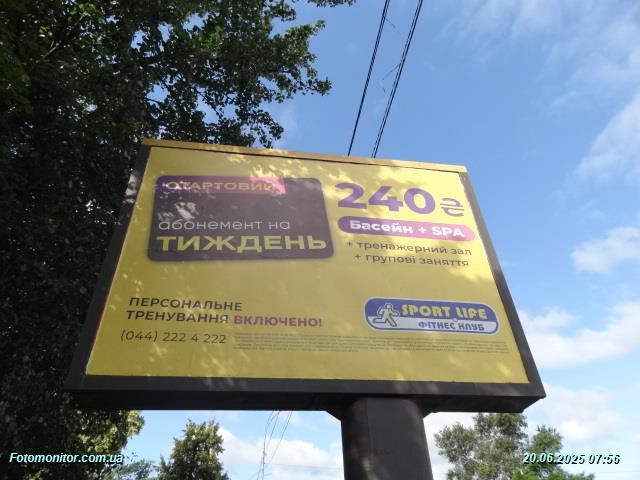 СТАРТОВИЙ
абонемент на
ТИЖДЕНЬ
240₴
Басейн + SPA
+ тренажерний зал
+ групові заняття
ПЕРСОНАЛЬНЕ
ТРЕНУВАННЯ ВКЛЮЧЕНО!
(044) 222 4 222
SPORT LIFE
ФІТНЕС КЛУБ
Fotomonitor.com.ua
20.06.2025 07:56